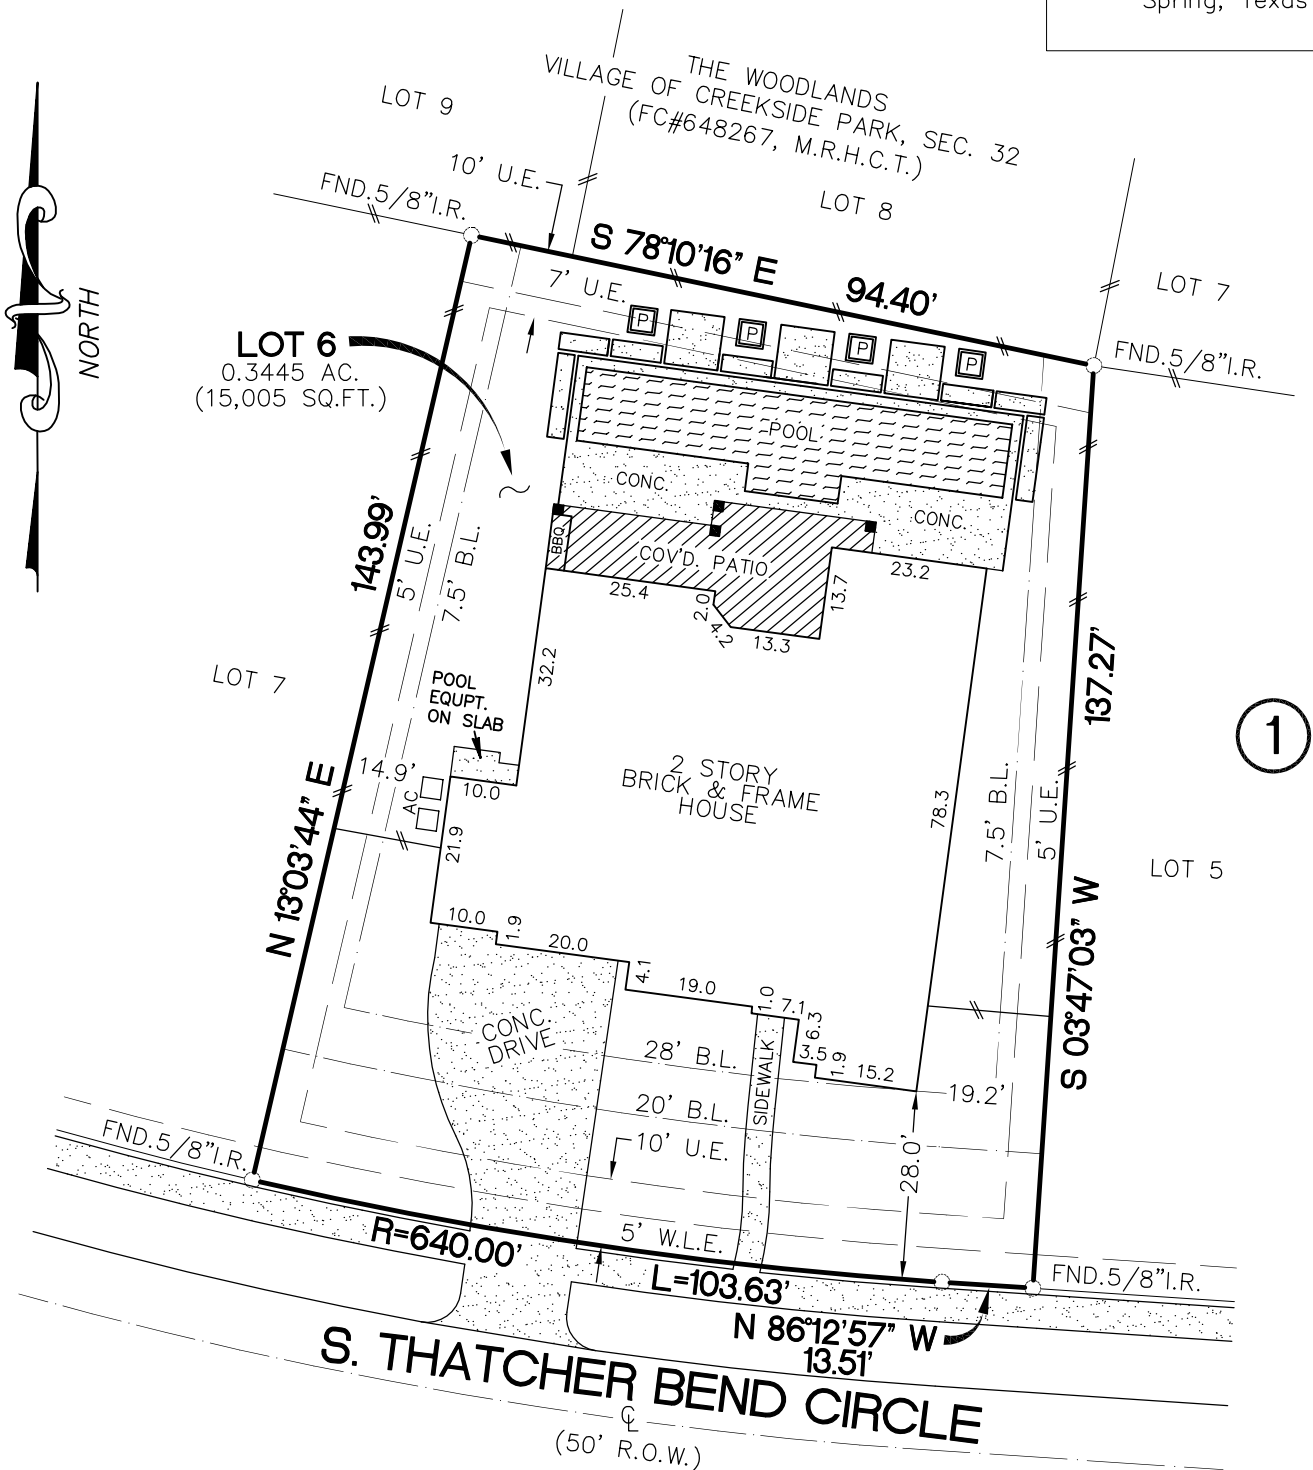 Spring, Texas
THE WOODLANDS
VILLAGE OF CREEKSIDE PARK, SEC. 32
(FC#648267, M.R.H.C.T.)
LOT 9
10' U.E.
FND.5/8"I.R.
LOT 8
S 78°10'16" E 94.40'
LOT 7
FND.5/8"I.R.
NORTH
7' U.E.
P
P
P
P
LOT 6
0.3445 AC.
(15,005 SQ.FT.)
POOL
CONC.
CONC.
BBQ
COV'D. PATIO
143.99'
5' U.E.
7.5' B.L.
25.4
2.0
4.2
13.3
13.7
23.2
32.2
137.27'
LOT 7
POOL
EQUPT.
ON SLAB
1
14.9'
10.0
AC
21.9
2 STORY
BRICK & FRAME
HOUSE
78.3
7.5' B.L.
5' U.E.
LOT 5
N 13°03'44" E
S 03°47'03" W
10.0
1.9
20.0
4.1
19.0
1.0
7.1
6.3
3.5
1.9
15.2
CONC
DRIVE
28' B.L.
SIDEWALK
19.2'
20' B.L.
10' U.E.
28.0'
FND.5/8"I.R.
R=640.00'
5' W.L.E.
L=103.63'
FND.5/8"I.R.
N 86°12'57" W
13.51'
S. THATCHER BEND CIRCLE
℄
(50' R.O.W.)